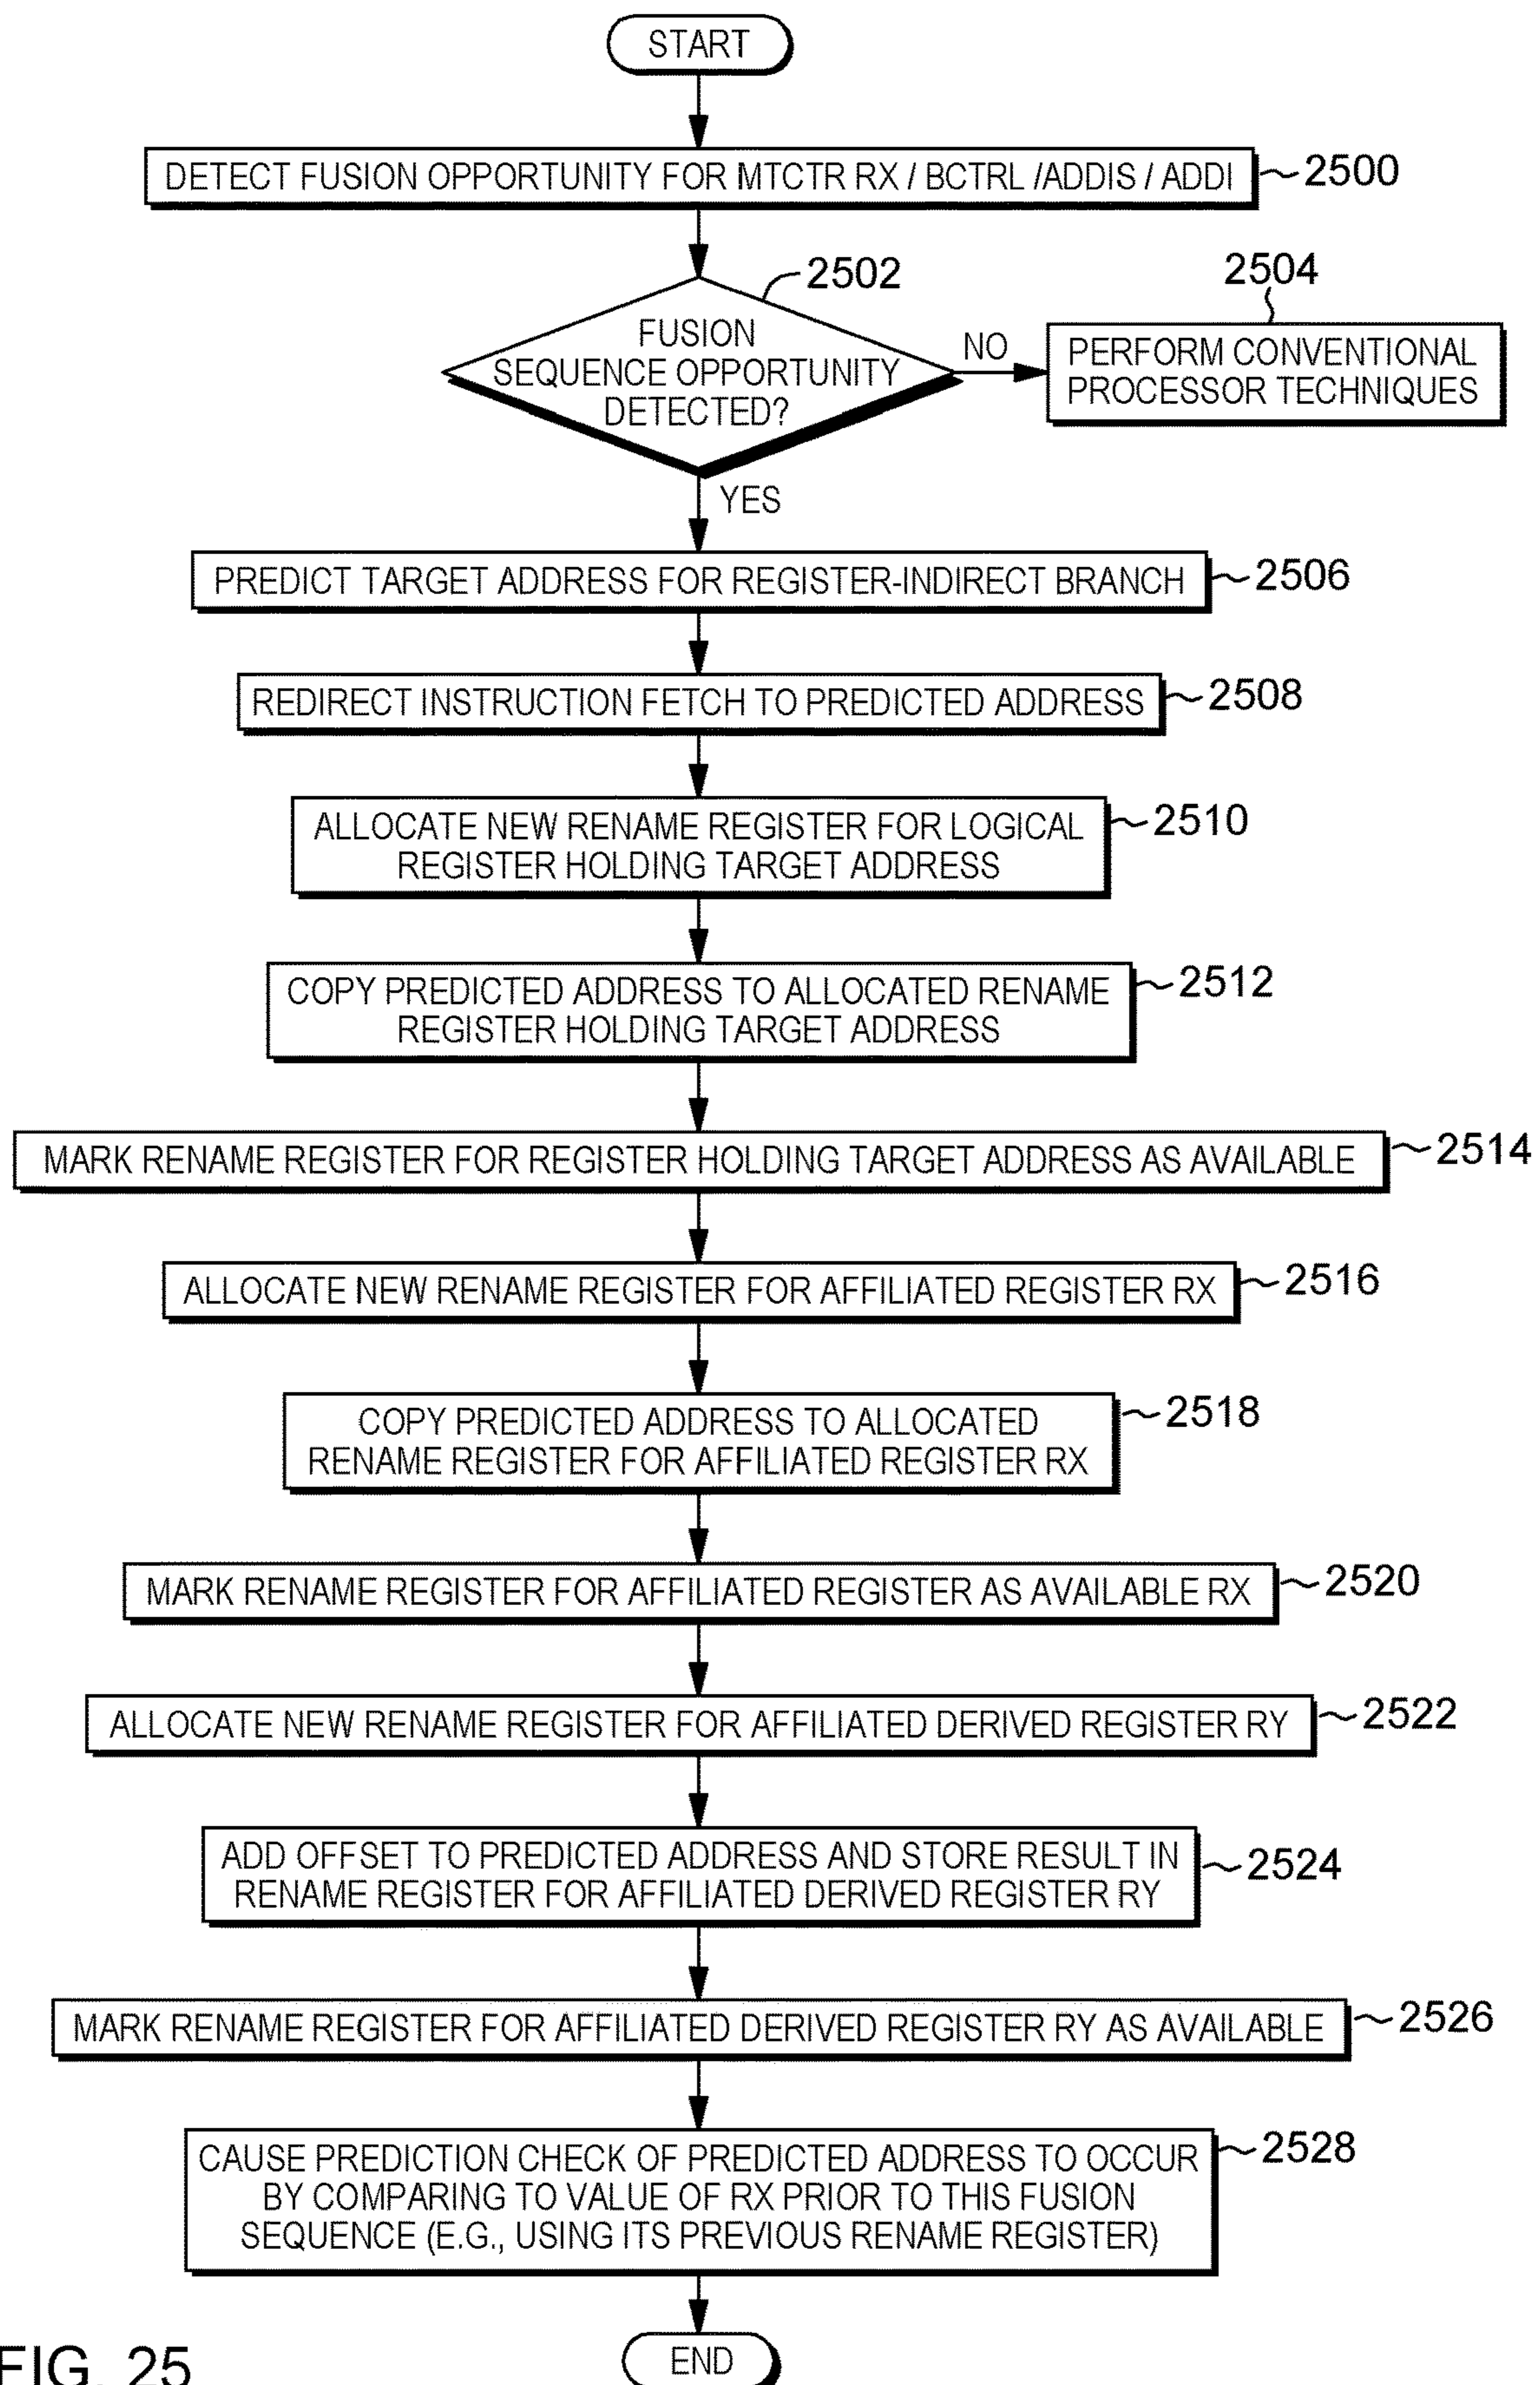 START
DETECT FUSION OPPORTUNITY FOR MTCTR RX / BCTRL /ADDIS / ADDI
2500
2502
FUSION
SEQUENCE OPPORTUNITY
DETECTED?
NO
2504
PERFORM CONVENTIONAL
PROCESSOR TECHNIQUES
YES
PREDICT TARGET ADDRESS FOR REGISTER-INDIRECT BRANCH
2506
REDIRECT INSTRUCTION FETCH TO PREDICTED ADDRESS
2508
ALLOCATE NEW RENAME REGISTER FOR LOGICAL
REGISTER HOLDING TARGET ADDRESS
2510
COPY PREDICTED ADDRESS TO ALLOCATED RENAME
REGISTER HOLDING TARGET ADDRESS
2512
MARK RENAME REGISTER FOR REGISTER HOLDING TARGET ADDRESS AS AVAILABLE
2514
ALLOCATE NEW RENAME REGISTER FOR AFFILIATED REGISTER RX
2516
COPY PREDICTED ADDRESS TO ALLOCATED
RENAME REGISTER FOR AFFILIATED REGISTER RX
2518
MARK RENAME REGISTER FOR AFFILIATED REGISTER AS AVAILABLE RX
2520
ALLOCATE NEW RENAME REGISTER FOR AFFILIATED DERIVED REGISTER RY
2522
ADD OFFSET TO PREDICTED ADDRESS AND STORE RESULT IN
RENAME REGISTER FOR AFFILIATED DERIVED REGISTER RY
2524
MARK RENAME REGISTER FOR AFFILIATED DERIVED REGISTER RY AS AVAILABLE
2526
CAUSE PREDICTION CHECK OF PREDICTED ADDRESS TO OCCUR
BY COMPARING TO VALUE OF RX PRIOR TO THIS FUSION
SEQUENCE (E.G., USING ITS PREVIOUS RENAME REGISTER)
2528
END
FIG. 25